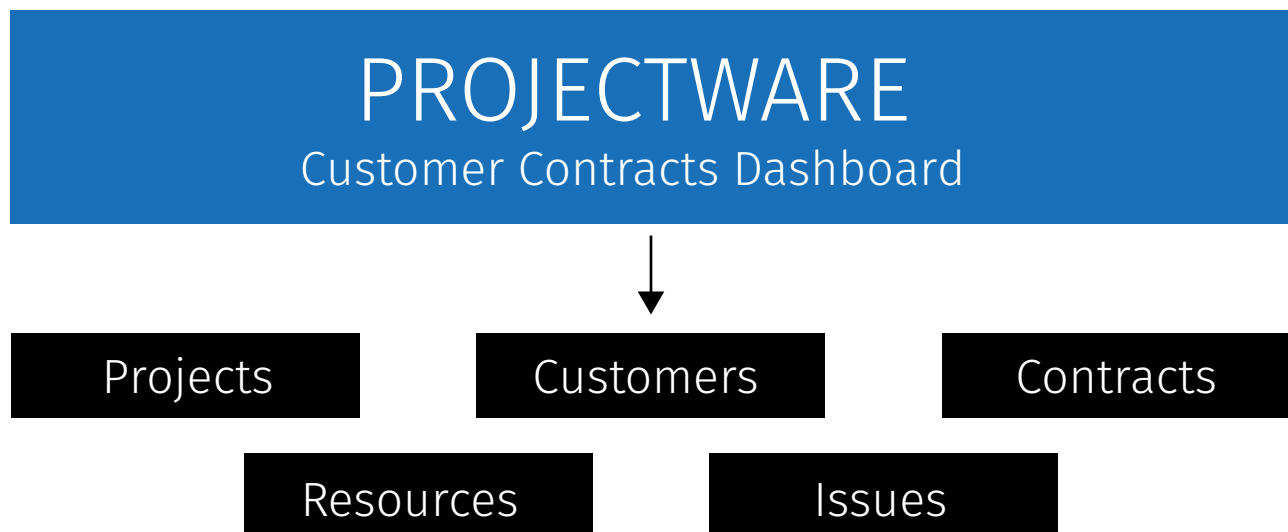 PROJECTWARE
Customer Contracts Dashboard
Projects
Customers
Contracts
Resources
Issues